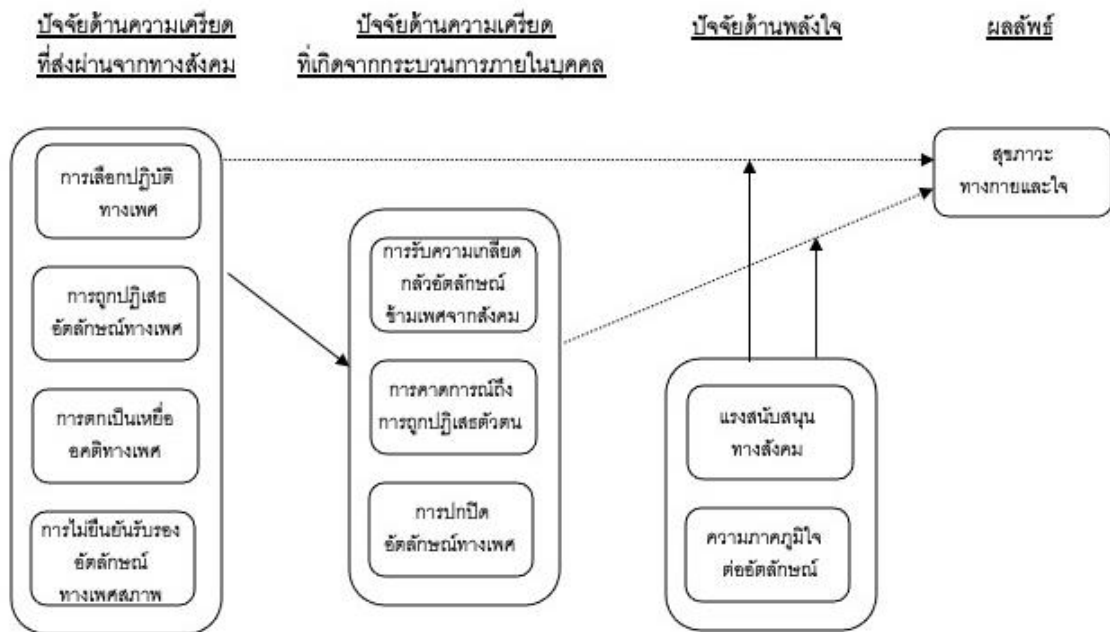 ปัจจัยด้านความเครียด
ที่ส่งผ่านจากทางสังคม
ปัจจัยด้านความเครียด
ที่เกิดจากกระบวนการภายในบุคคล
ปัจจัยด้านพลังใจ
ผลลัพธ์
การเลือกปฏิบัติ
ทางเพศ
การถูกปฏิเสธ
อัตลักษณ์ทางเพศ
การตกเป็นเหยื่อ
อคติทางเพศ
การไม่ยืนยันรับรอง
อัตลักษณ์
ทางเพศสภาพ
การรับความเกลียด
กลัวอัตลักษณ์
ข้ามเพศจากสังคม
การคาดการณ์ถึง
การถูกปฏิเสธตัวตน
การปกปิด
อัตลักษณ์ทางเพศ
แรงสนับสนุน
ทางสังคม
ความภาคภูมิใจ
ต่ออัตลักษณ์
สุขภาวะ
ทางกายและใจ